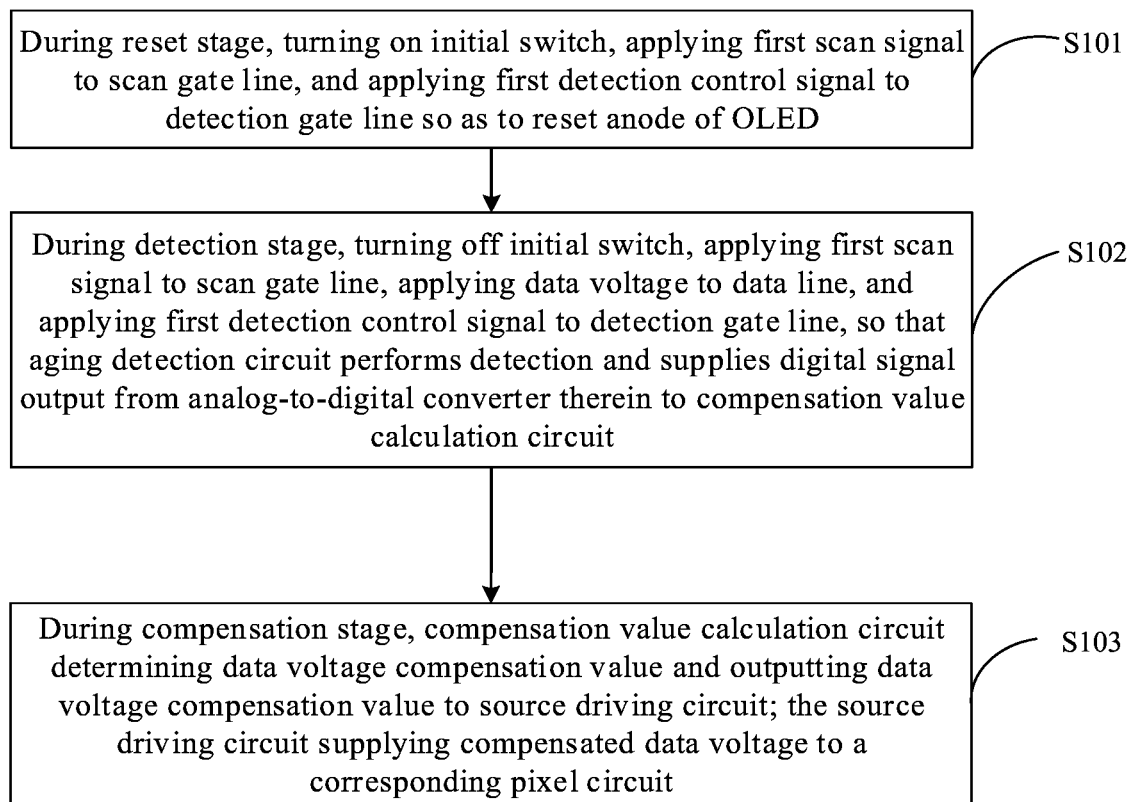 During reset stage, turning on initial switch, applying first scan signal
to scan gate line, and applying first detection control signal to
detection gate line so as to reset anode of OLED
S101
During detection stage, turning off initial switch, applying first scan
signal to scan gate line, applying data voltage to data line, and
applying first detection control signal to detection gate line, so that
aging detection circuit performs detection and supplies digital signal
output from analog-to-digital converter therein to compensation value
calculation circuit
S102
During compensation stage, compensation value calculation circuit
determining data voltage compensation value and outputting data
voltage compensation value to source driving circuit; the source
driving circuit supplying compensated data voltage to a
corresponding pixel circuit
S103